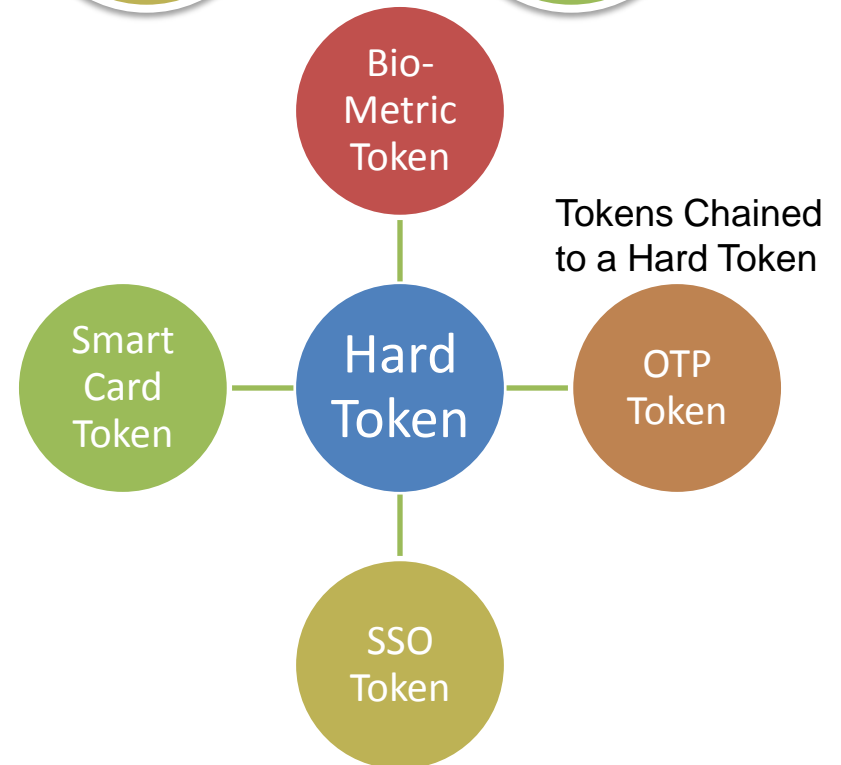 Bio-
Metric
Token
Tokens Chained
to a Hard Token
Smart
Card
Token
Hard
Token
OTP
Token
SSO
Token